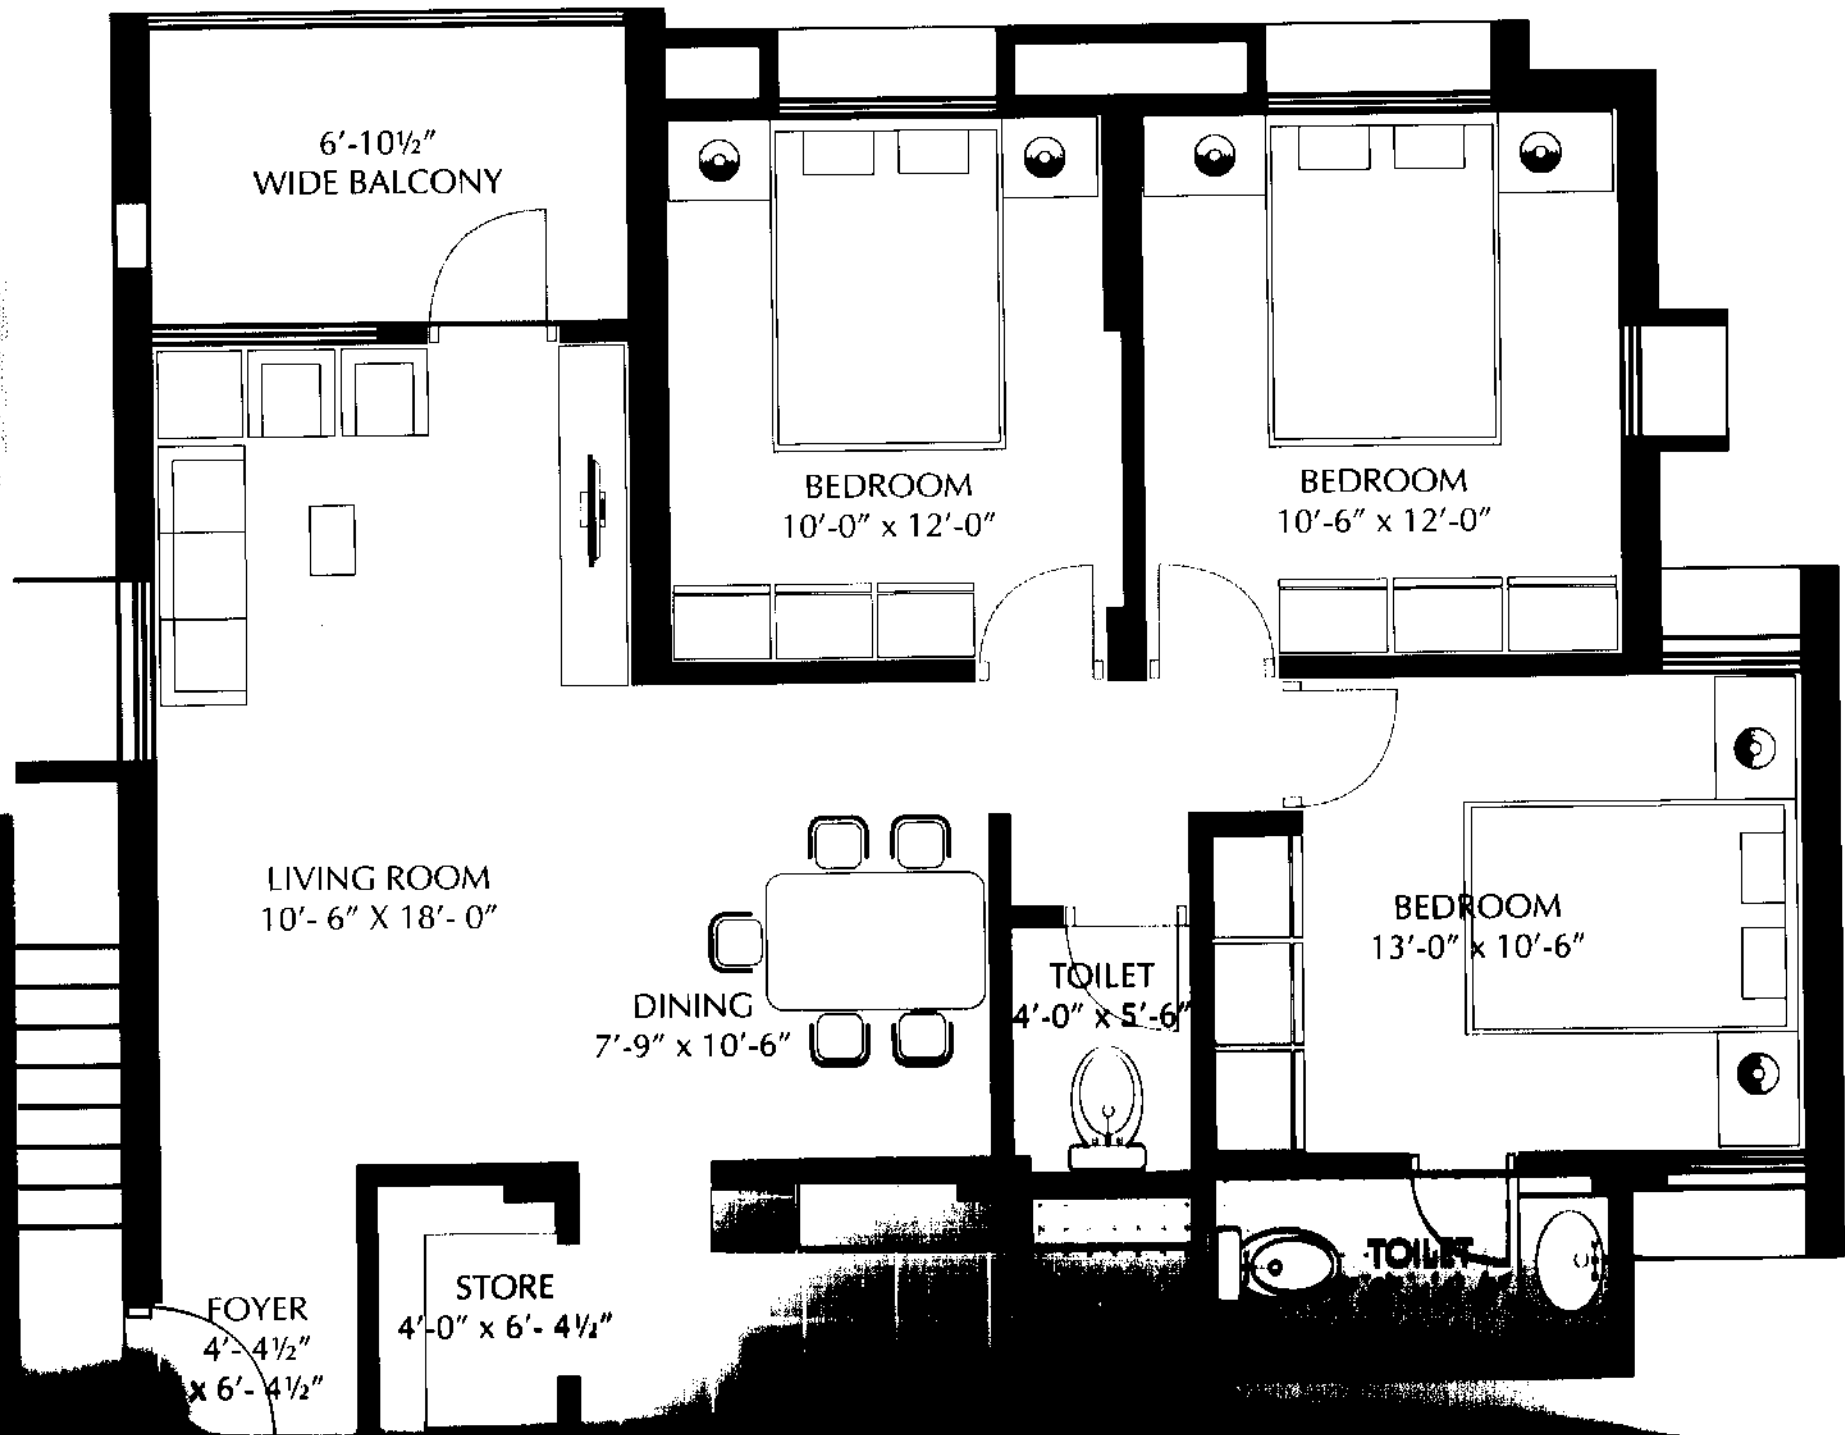 6'-10½"
WIDE BALCONY
BEDROOM
10'-0" x 12'-0"
BEDROOM
10'-6" x 12'-0"
LIVING ROOM
10'- 6" X 18'- 0"
DINING
7'-9" x 10'-6"
TOILET
4'-0" x 5'-6"
BEDROOM
13'-0" x 10'-6"
TOILET
STORE
4'-0" x 6'- 4½"
FOYER
4'- 4½"
x 6'- 4½"